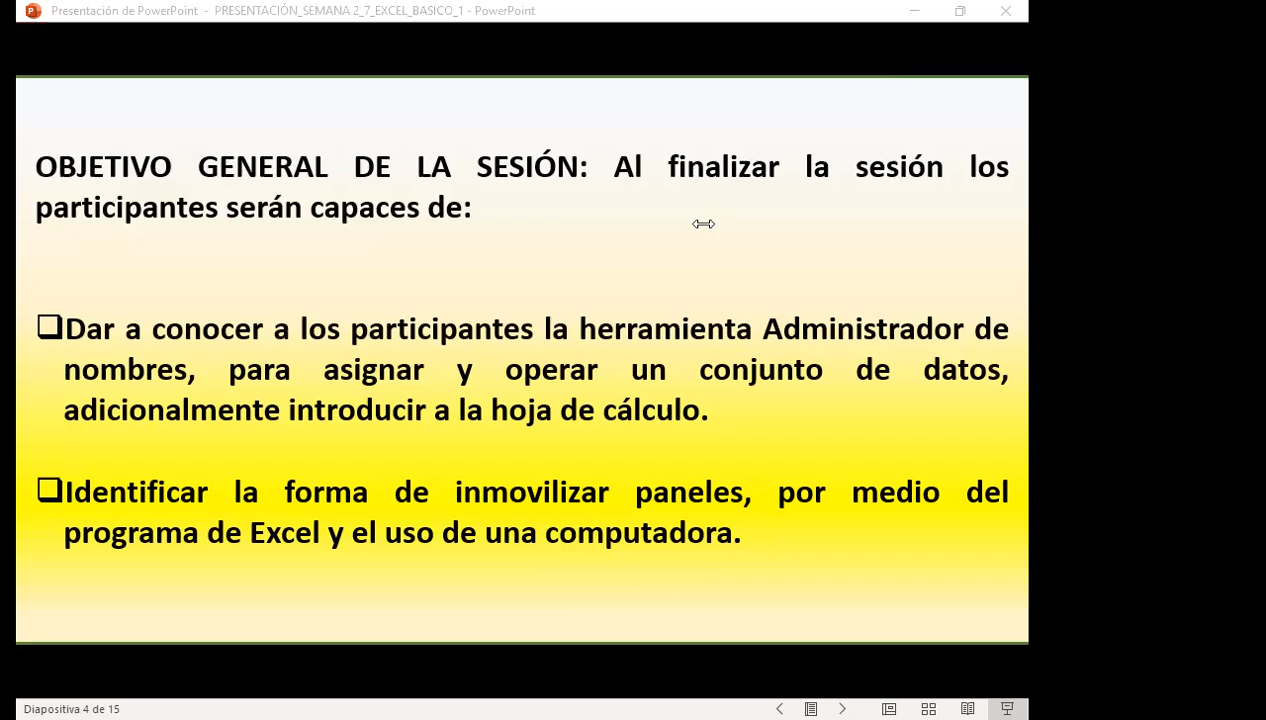 Presentación de PowerPoint - PRESENTACIÓN_SEMANA 2_7_EXCEL_BASICO_1 - PowerPoint
OBJETIVO GENERAL DE LA SESIÓN: Al finalizar la sesión los
participantes serán capaces de:
❑Dar a conocer a los participantes la herramienta Administrador de
nombres, para asignar y operar un conjunto de datos,
adicionalmente introducir a la hoja de cálculo.
❑Identificar la forma de inmovilizar paneles, por medio del
programa de Excel y el uso de una computadora.
Diapositiva 4 de 15